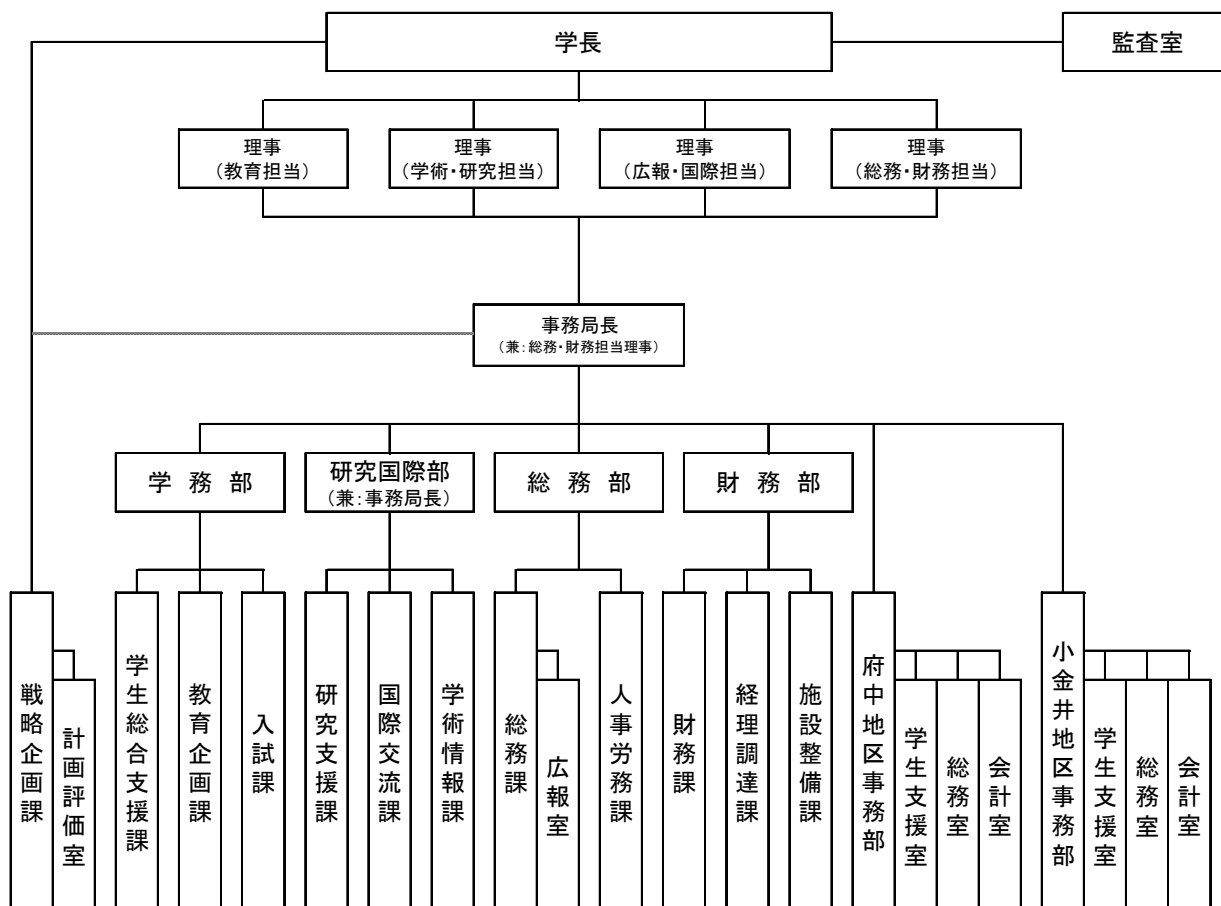 学長
監査室
理事
（教育担当）
理事
（学術・研究担当）
理事
（広報・国際担当）
理事
（総務・財務担当）
事務局長
（兼：総務・財務担当理事）
学務部
研究国際部
（兼：事務局長）
総務部
財務部
戦略企画課
計画評価室
学生総合支援課
教育企画課
入試課
研究支援課
国際交流課
学術情報課
総務課
広報室
人事労務課
財務課
経理調達課
施設整備課
府中地区事務部
学生支援室
総務室
会計室
小金井地区事務部
学生支援室
総務室
会計室